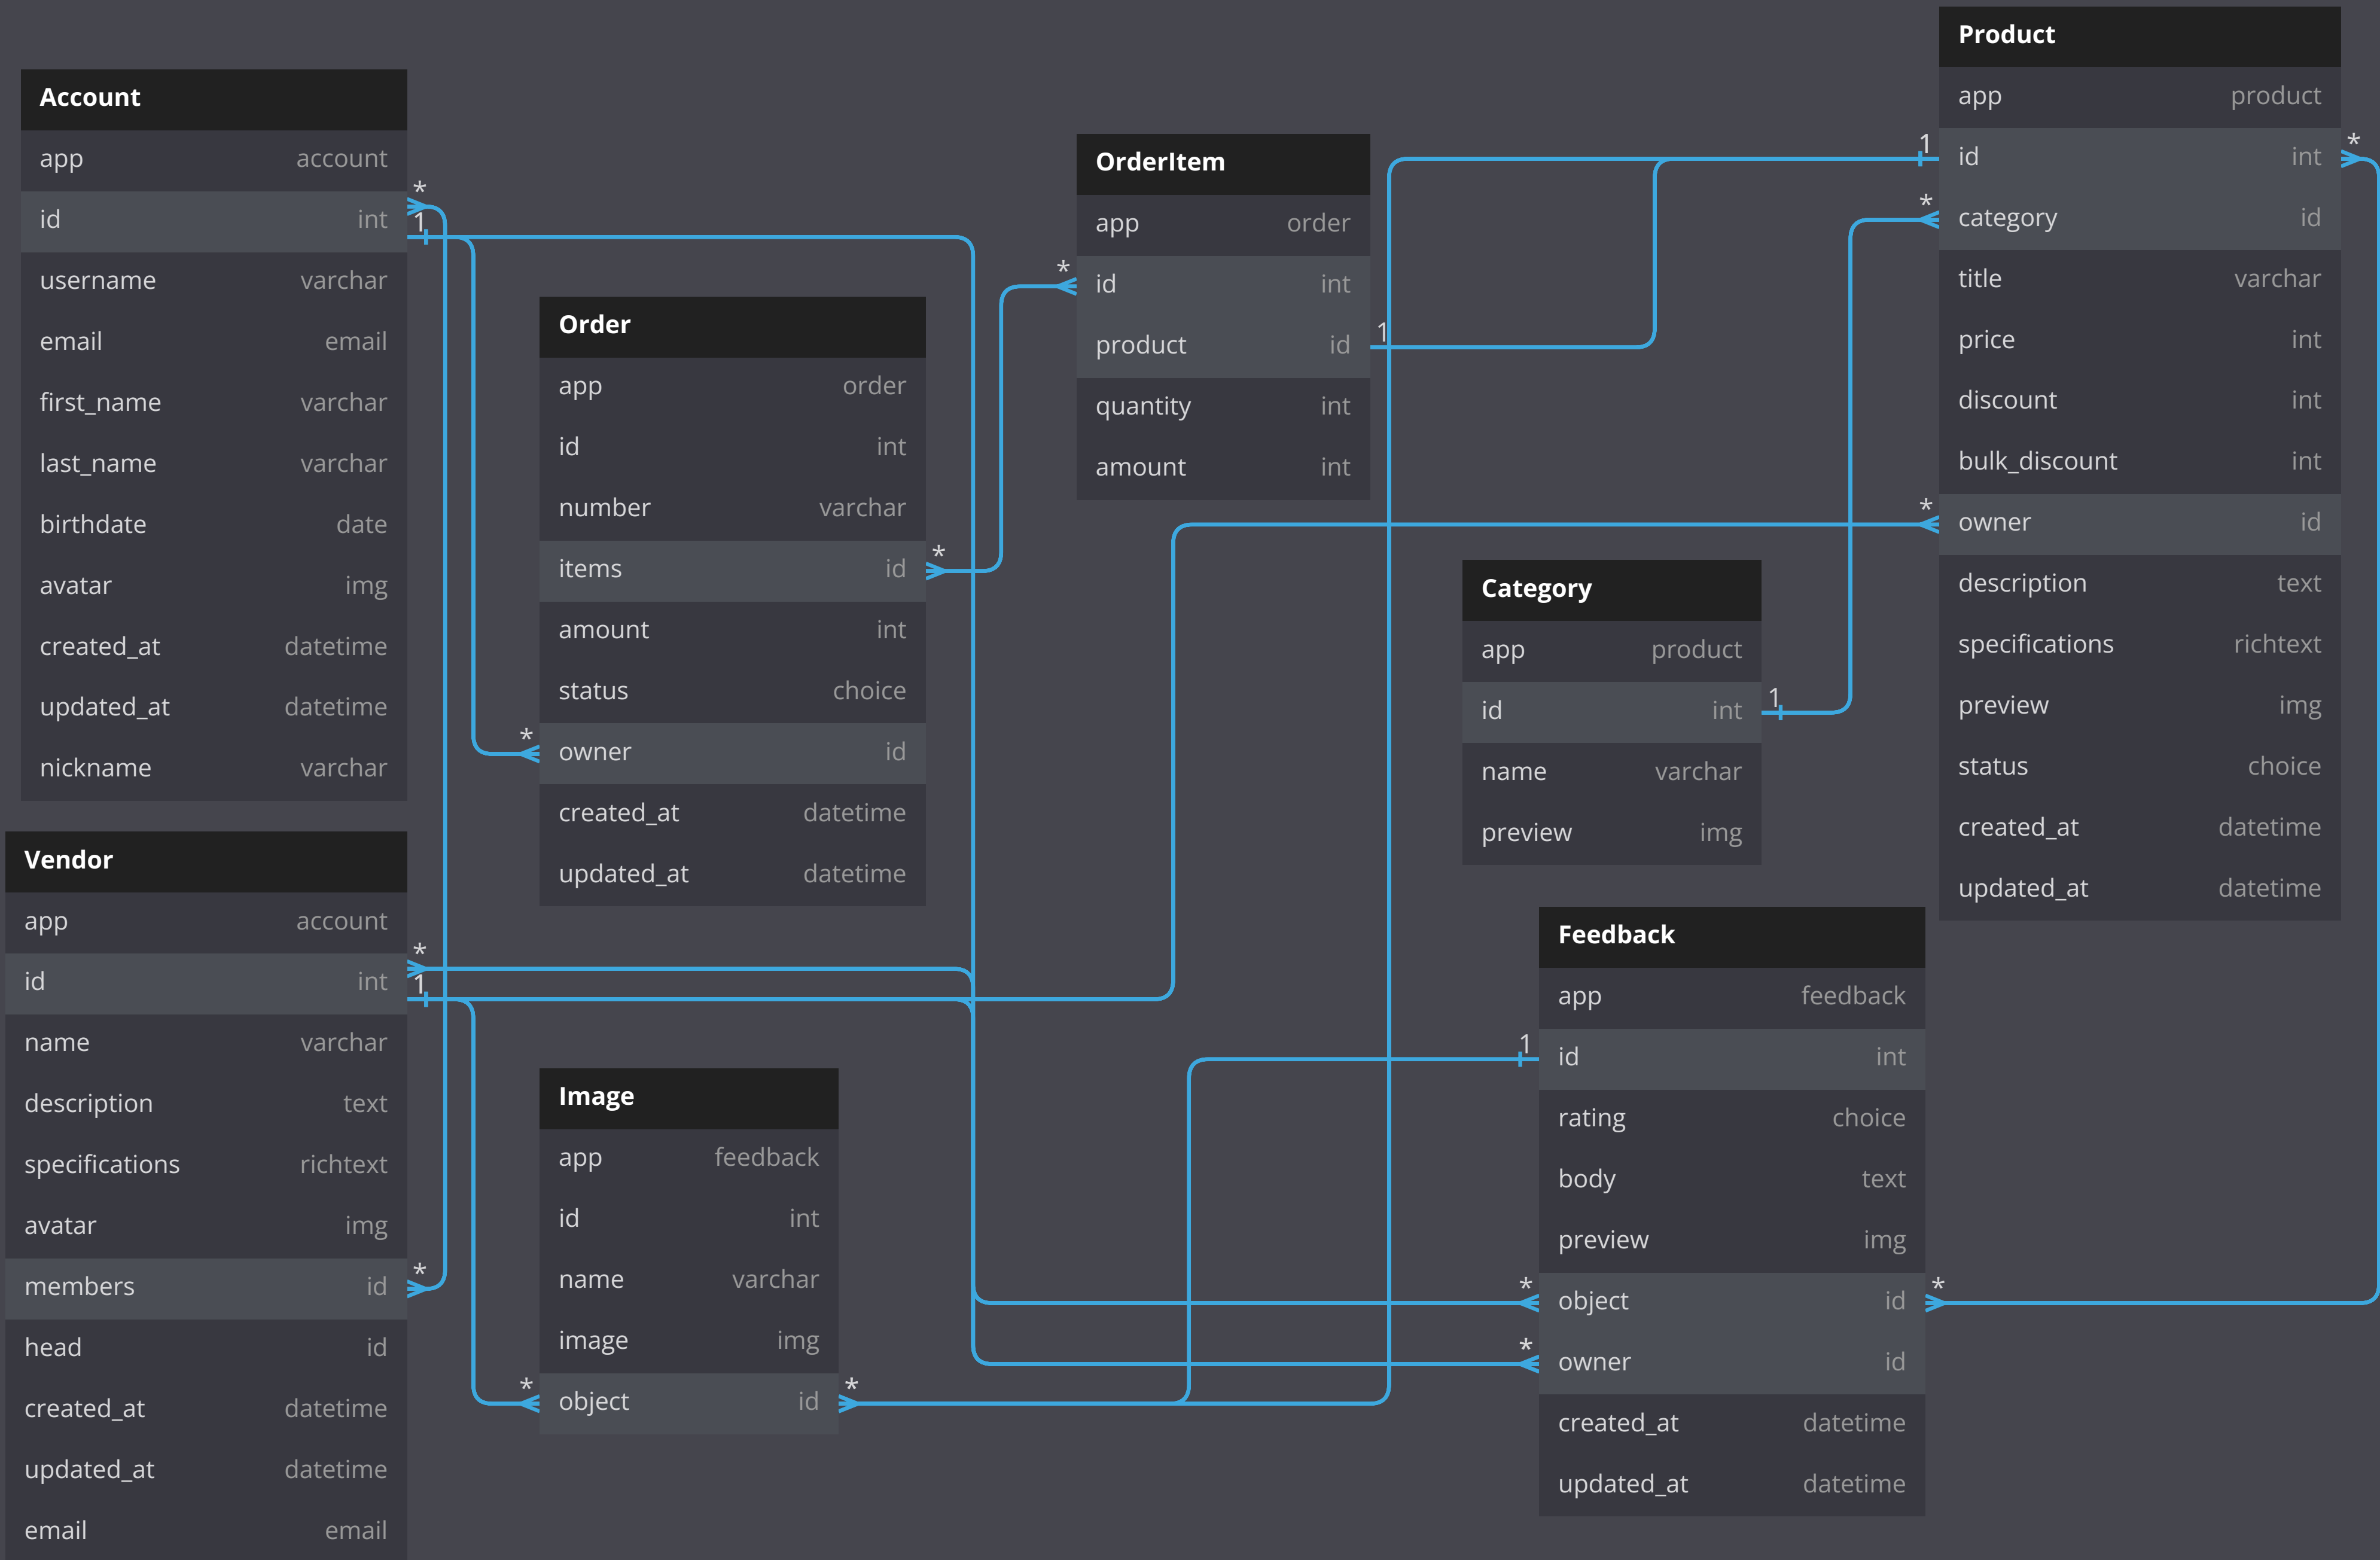 Account
app account
id int
username varchar
email email
first_name varchar
last_name varchar
birthdate date
avatar img
created_at datetime
updated_at datetime
nickname varchar
*
1
Vendor
app account
id int
name varchar
description text
specifications richtext
avatar img
members id
head id
created_at datetime
updated_at datetime
email email
*
1
*
Order
app order
id int
number varchar
items id
amount int
status choice
owner id
created_at datetime
updated_at datetime
*
*
Image
app feedback
id int
name varchar
image img
object id
*
*
OrderItem
app order
id int
product id
quantity int
amount int
*
1
Category
app product
id int
name varchar
preview img
1
Feedback
app feedback
id int
rating choice
body text
preview img
object id
owner id
created_at datetime
updated_at datetime
1
*
*
*
Product
app product
id int
category id
title varchar
price int
discount int
bulk_discount int
owner id
description text
specifications richtext
preview img
status choice
created_at datetime
updated_at datetime
1
*
*
*